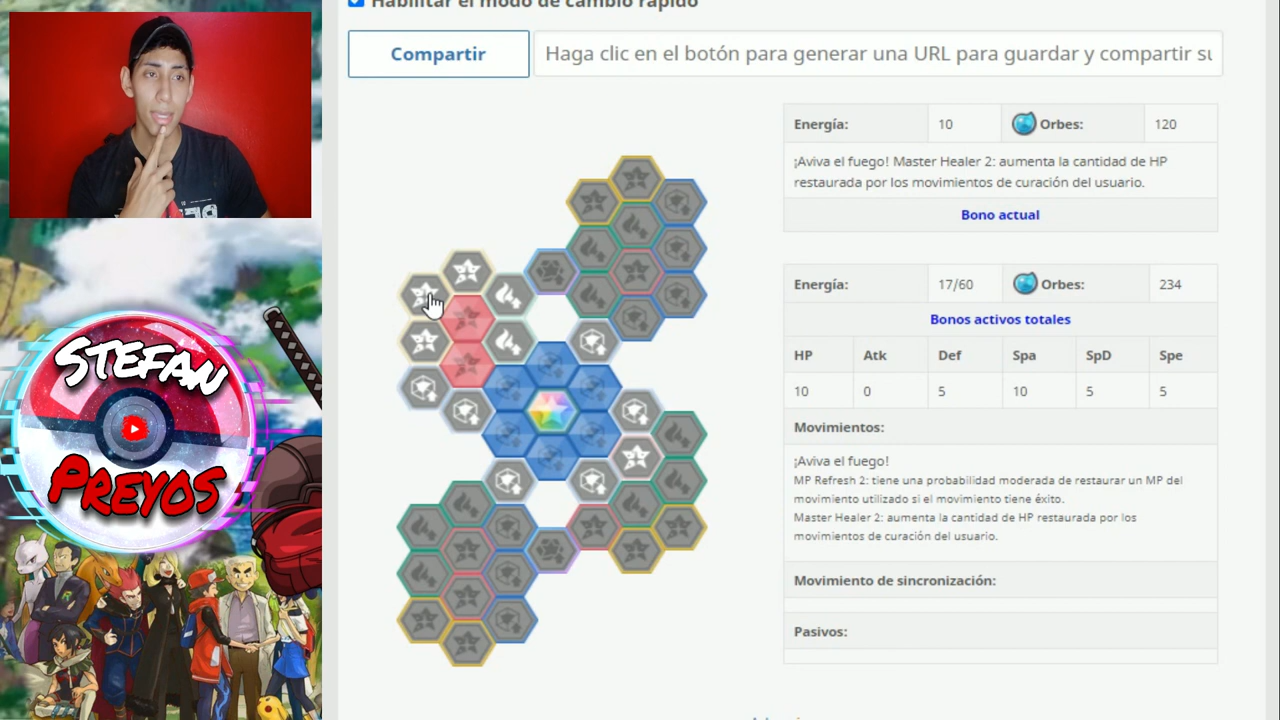 Habilitar el modo de cambio rápido
Compartir
Haga clic en el botón para generar una URL para guardar y compartir su
Energía: 10 Orbes: 120
¡Aviva el fuego! Master Healer 2: aumenta la cantidad de HP
restaurada por los movimientos de curación del usuario.
Bono actual
Energía: 17/60 Orbes: 234
Bonos activos totales
HP Atk Def Spa SpD Spe
10 0 5 10 5 5
Movimientos:
¡Aviva el fuego!
MP Refresh 2: tiene una probabilidad moderada de restaurar un MP del
movimiento utilizado si el movimiento tiene éxito.
Master Healer 2: aumenta la cantidad de HP restaurada por los
movimientos de curación del usuario.
Movimiento de sincronización:
Pasivos:
STEFAN
PREYOS